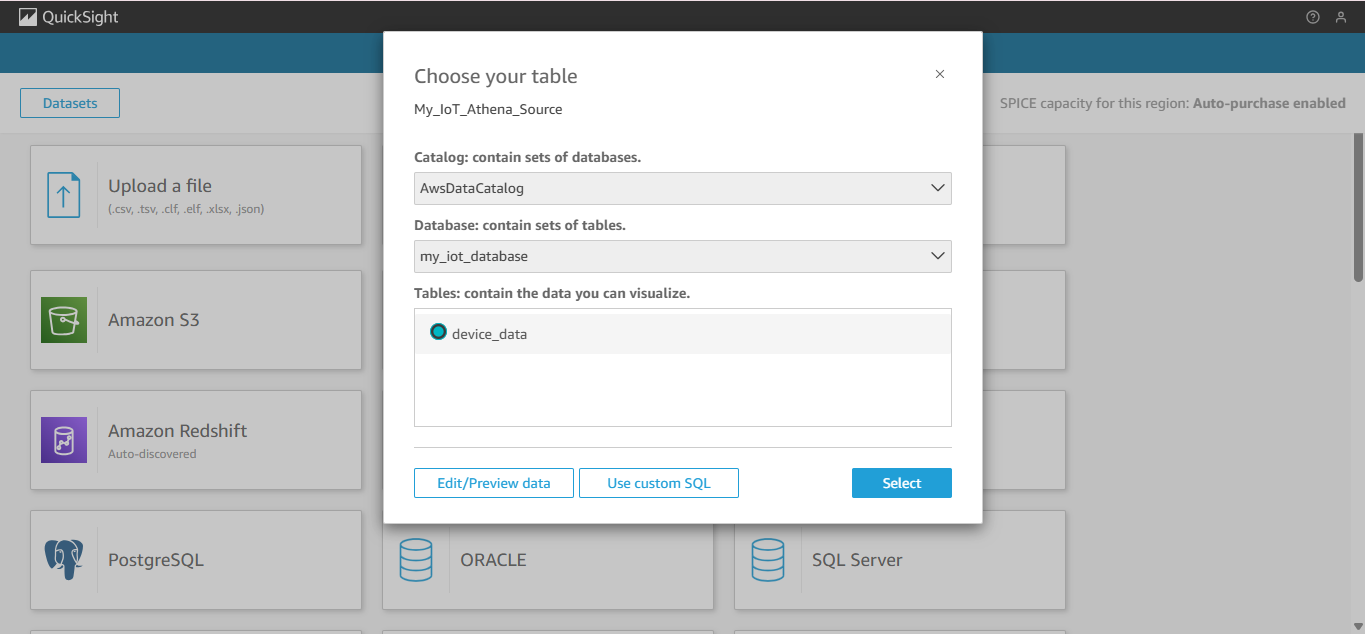 QuickSight
Choose your table
My_IoT_Athena_Source
Datasets
SPICE capacity for this region: Auto-purchase enabled
Catalog: contain sets of databases.
AwsDataCatalog
Database: contain sets of tables.
my_iot_database
Tables: contain the data you can visualize.
device_data
Edit/Preview data
Use custom SQL
Select
Upload a file
(.csv, .tsv, .clf, .elf, .xlsx, .json)
Amazon S3
Amazon Redshift
Auto-discovered
PostgreSQL
ORACLE
SQL Server